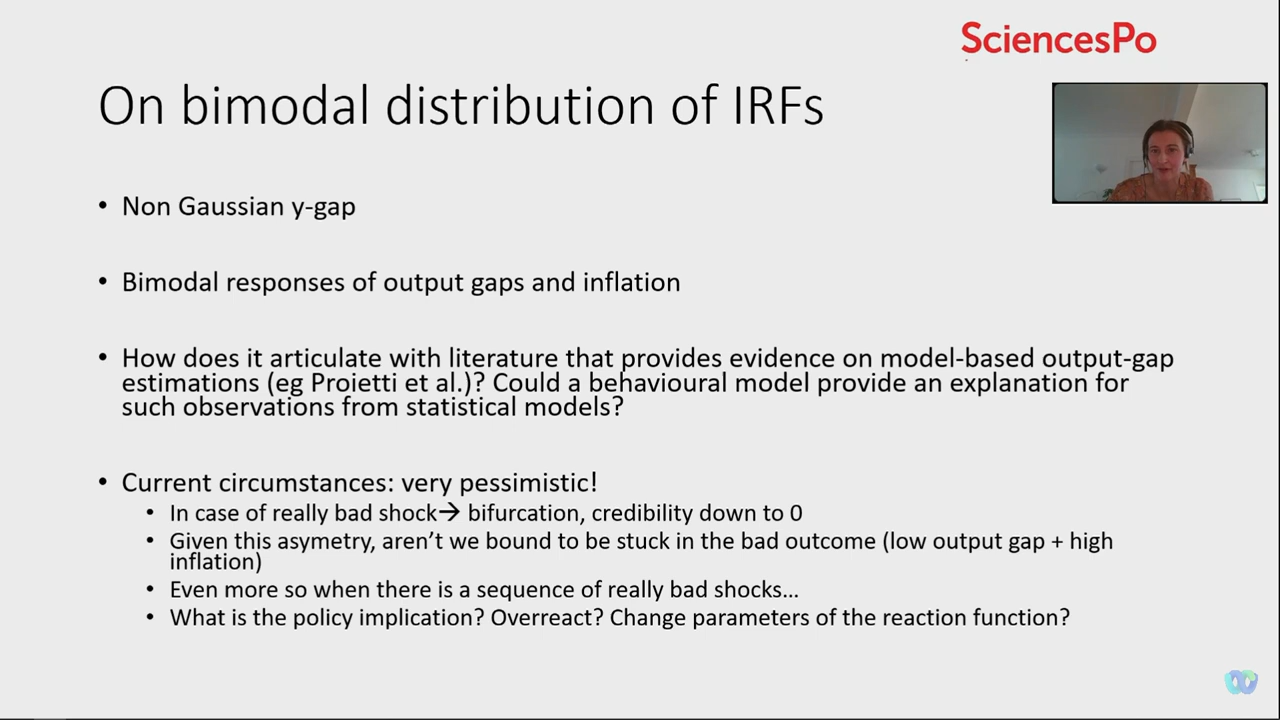 SciencesPo
On bimodal distribution of IRFs
• Non Gaussian y-gap
• Bimodal responses of output gaps and inflation
• How does it articulate with literature that provides evidence on model-based output-gap
estimations (eg Proietti et al.)? Could a behavioural model provide an explanation for
such observations from statistical models?
• Current circumstances: very pessimistic!
• In case of really bad shock→ bifurcation, credibility down to 0
• Given this asymetry, aren’t we bound to be stuck in the bad outcome (low output gap + high
inflation)
• Even more so when there is a sequence of really bad shocks…
• What is the policy implication? Overreact? Change parameters of the reaction function?